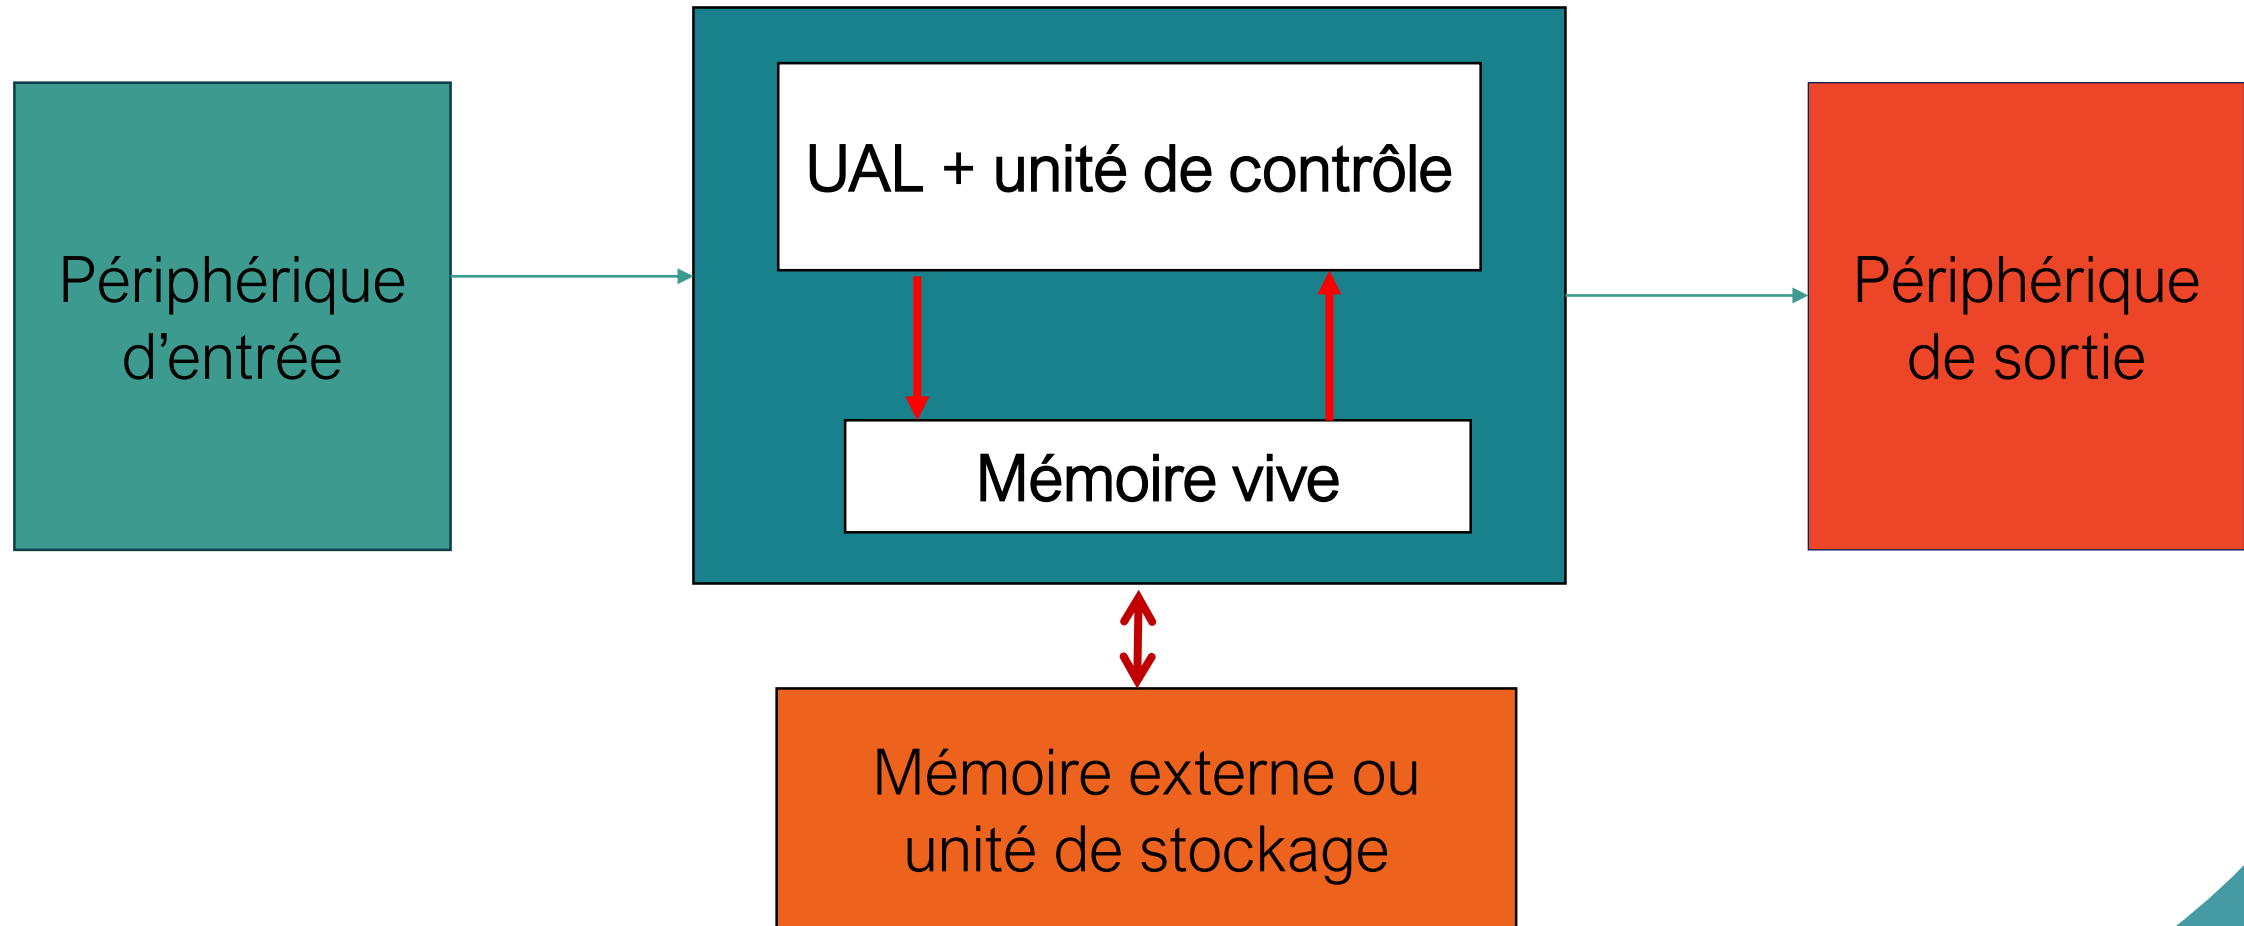 UAL + unité de contrôle
Périphérique
d’entrée
Périphérique
de sortie
Mémoire vive
Mémoire externe ou
unité de stockage